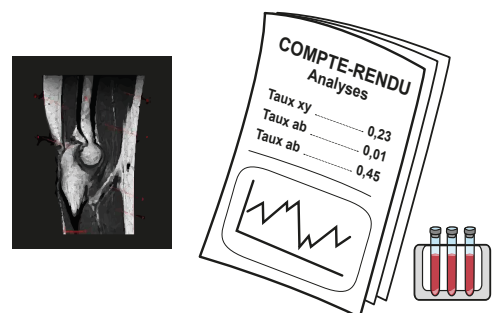 COMPTE-RENDU
Analyses
Taux xy ............ 0,23
Taux ab ............ 0,01
Taux ab ............ 0,45